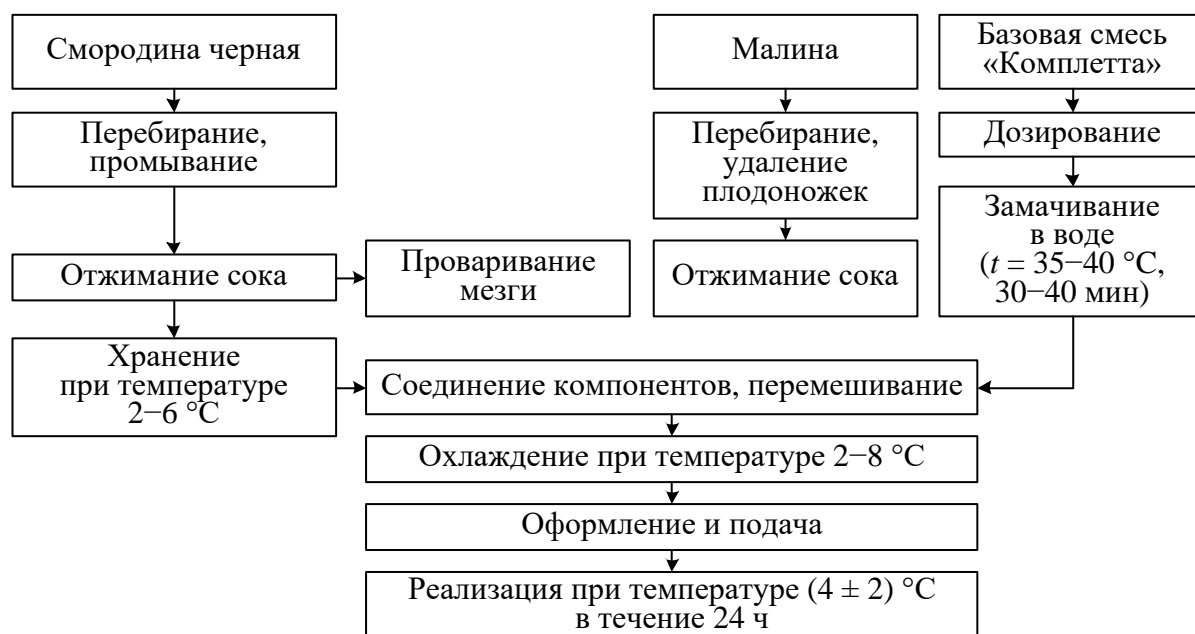 Смородина черная
Малина
Базовая смесь
«Комплетта»
Перебирание,
промывание
Перебирание,
удаление
плодоножек
Дозирование
Замачивание
в воде
(t = 35−40 °C,
30−40 мин)
Отжимание сока
Проваривание
мезги
Отжимание сока
Хранение
при температуре
2−6 °C
Соединение компонентов, перемешивание
Охлаждение при температуре 2−8 °C
Оформление и подача
Реализация при температуре (4 ± 2) °C
в течение 24 ч